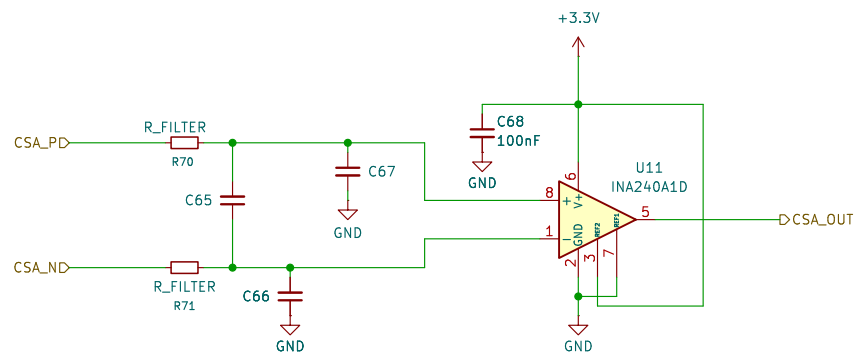 +3.3V
CSA_P
R_FILTER
R70
C68
100nF
GND
C67
GND
C65
U11
INA240A1D
6
V+
8
+
1
-
GND
2
REF2
3
REF1
7
5
CSA_OUT
CSA_N
R_FILTER
R71
C66
GND
GND